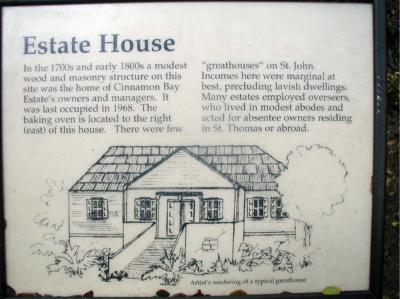 Estate House
In the 1700s and early 1800s a modest
wood and masonry structure on this
site was the home of Cinnamon Bay
Estate's owners and managers. It
was last occupied in 1968. The
baking oven is located to the right
(east) of this house. There were few
"greathouses" on St. John.
Incomes here were marginal at
best, precluding lavish dwellings.
Many estates employed overseers,
who lived in modest abodes and
acted for absentee owners residing
in St. Thomas or abroad.
Artist's rendering of a typical greathouse